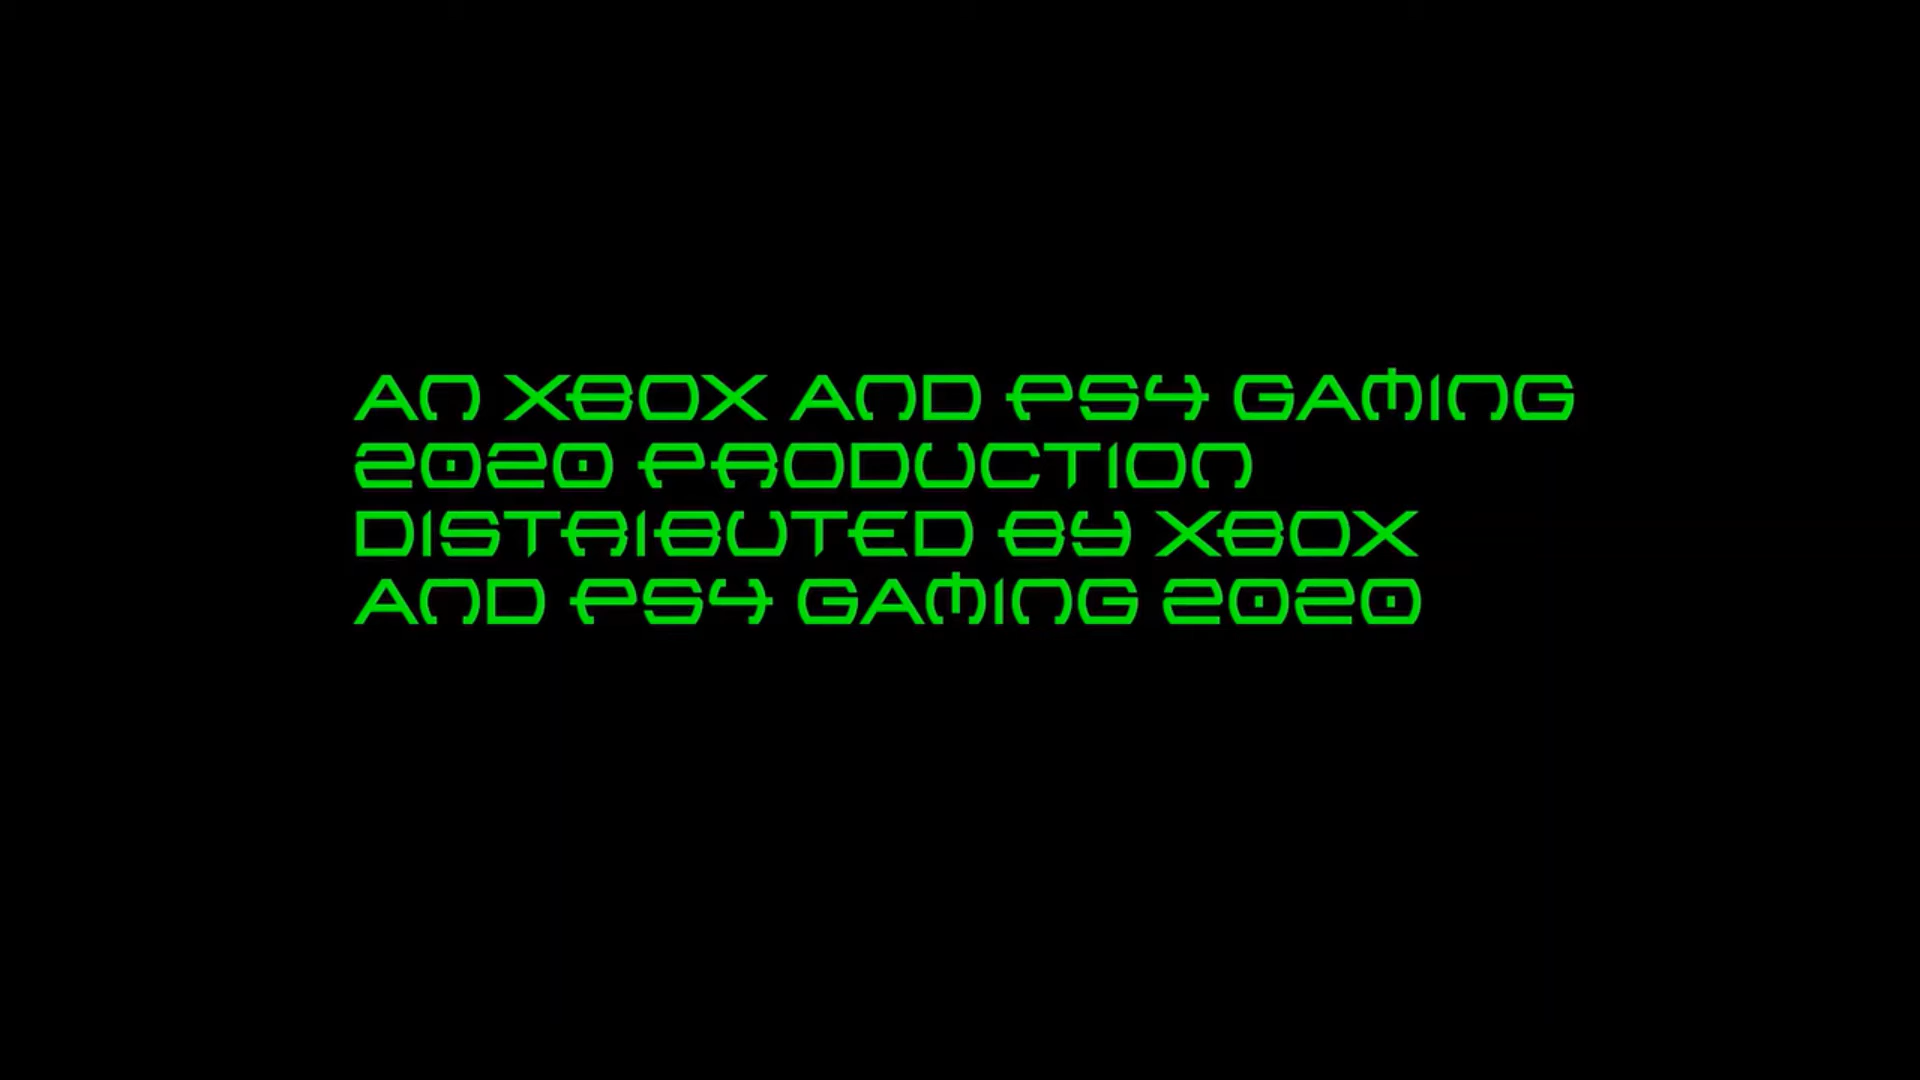 AN XBOX AND PS4 GAMING
2020 PRODUCTION
DISTRIBUTED BY XBOX
AND PS4 GAMING 2020